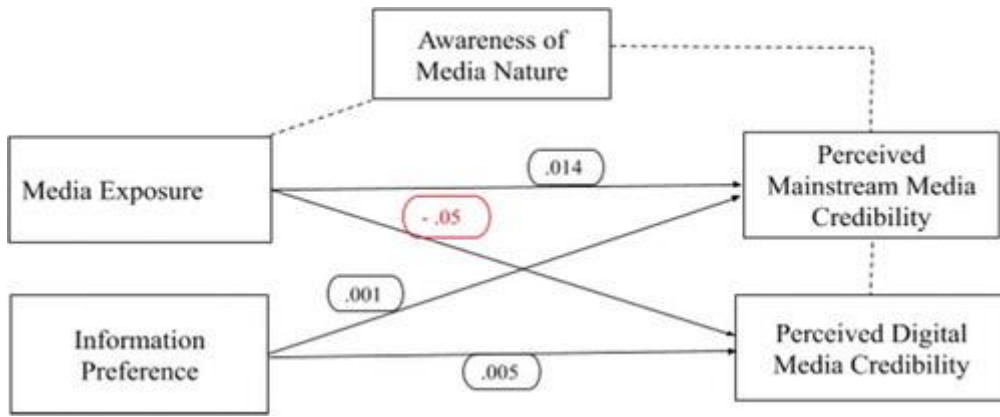 Awareness of
Media Nature
Media Exposure
.014
Perceived
Mainstream Media
Credibility
- .05
.001
Information
Preference
.005
Perceived Digital
Media Credibility